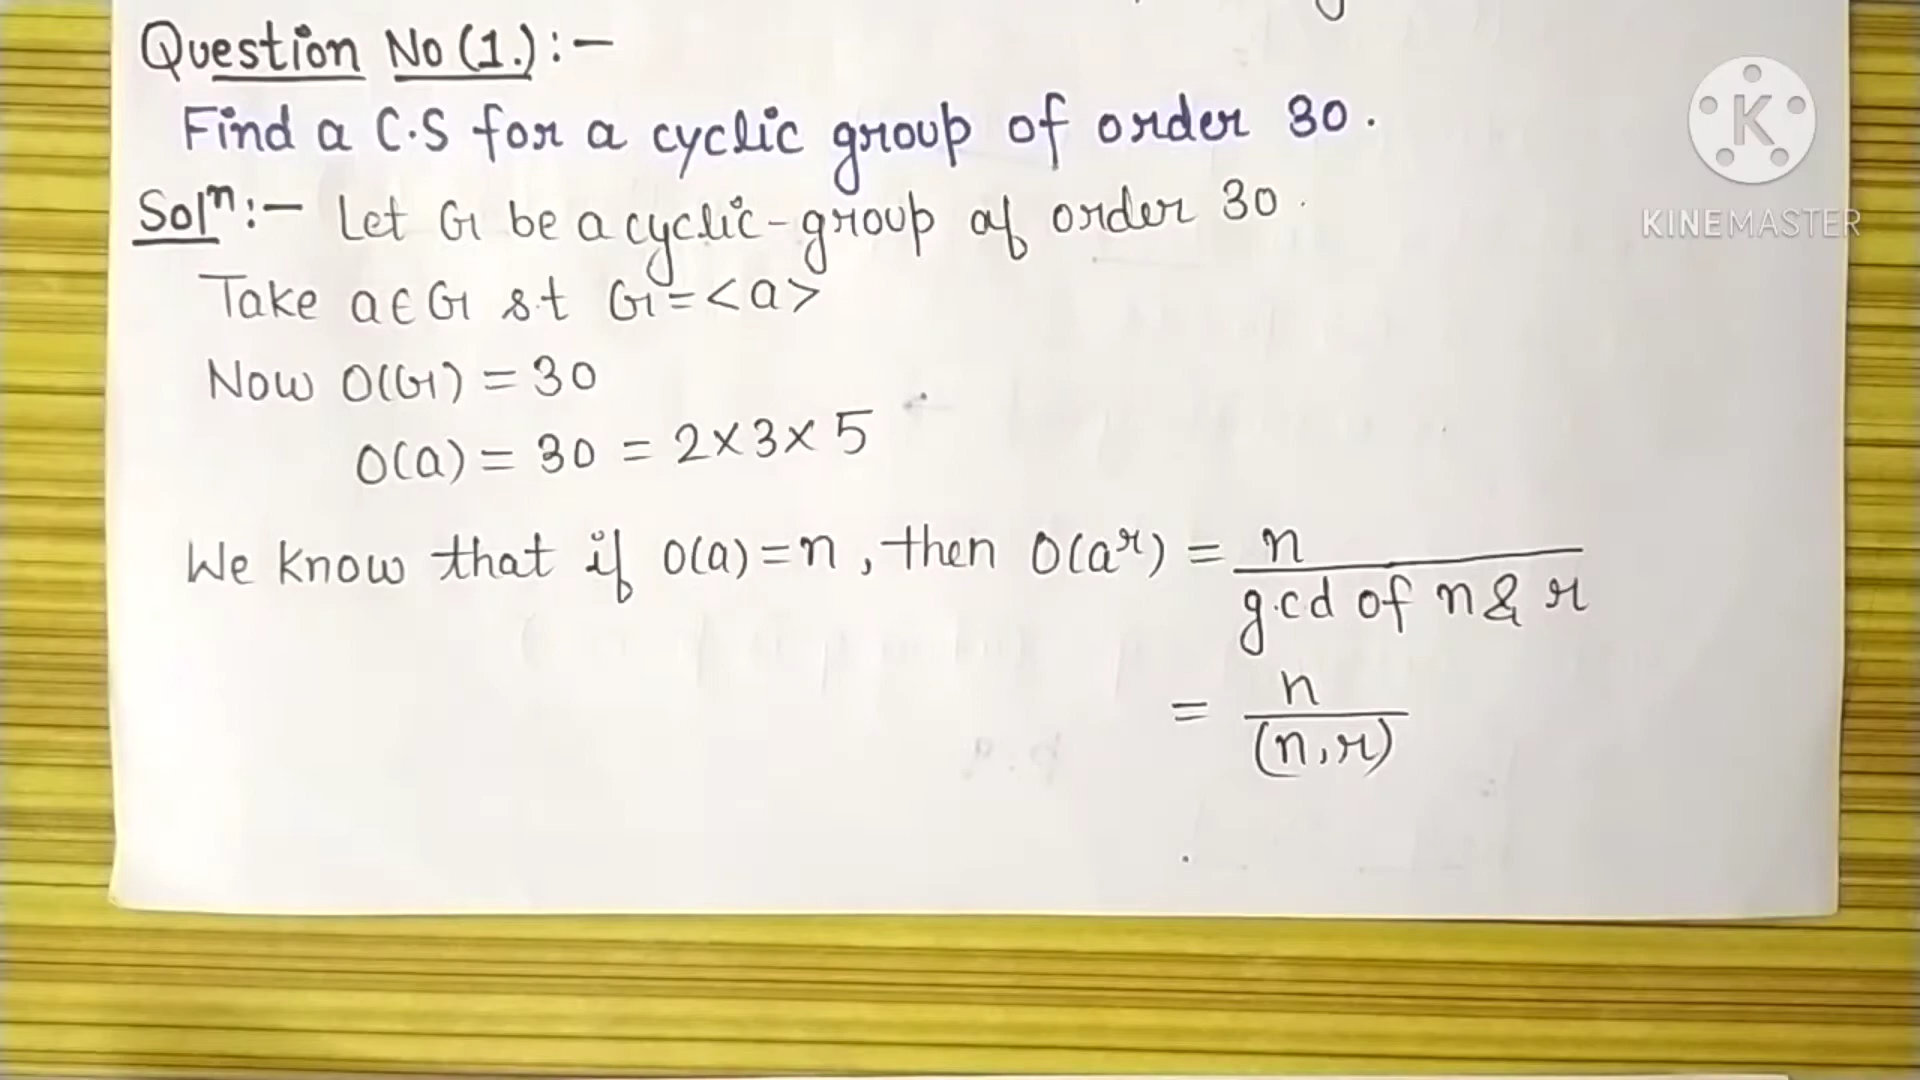 Question No (1.):-
Find a C.S for a cyclic group of order 30.
Solⁿ:- Let G be a cyclic-group of order 30.
Take a∈G s.t G=<a>
Now O(G) = 30
O(a) = 30 = 2×3×5
We know that if O(a)=n, then O(aʳ) = n
g.c.d of n & r
= n
(n,r)
K
KINEMASTER